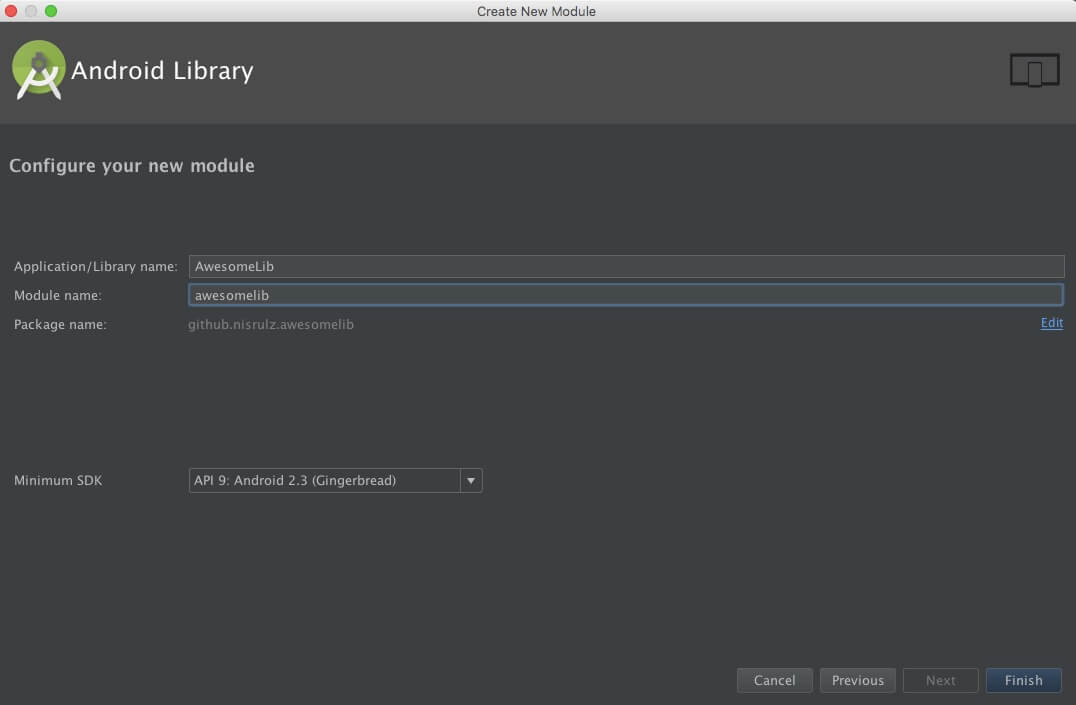 Create New Module
Android Library
Configure your new module
Application/Library name: AwesomeLib
Module name: awesomelib
Package name: github.nisrulz.awesomelib Edit
Minimum SDK API 9: Android 2.3 (Gingerbread)
Cancel Previous Next Finish